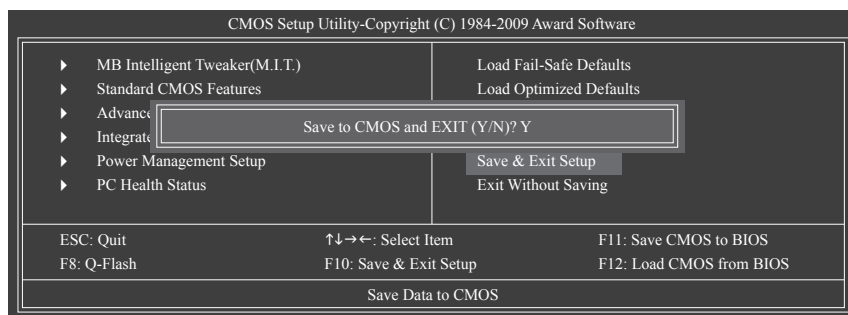 CMOS Setup Utility-Copyright (C) 1984-2009 Award Software
MB Intelligent Tweaker(M.I.T.)
Standard CMOS Features
Power Management Setup
PC Health Status
Load Fail-Safe Defaults
Load Optimized Defaults
Save & Exit Setup
Exit Without Saving
Save to CMOS and EXIT (Y/N)? Y
ESC: Quit ↑↓→←: Select Item F11: Save CMOS to BIOS
F8: Q-Flash F10: Save & Exit Setup F12: Load CMOS from BIOS
Save Data to CMOS